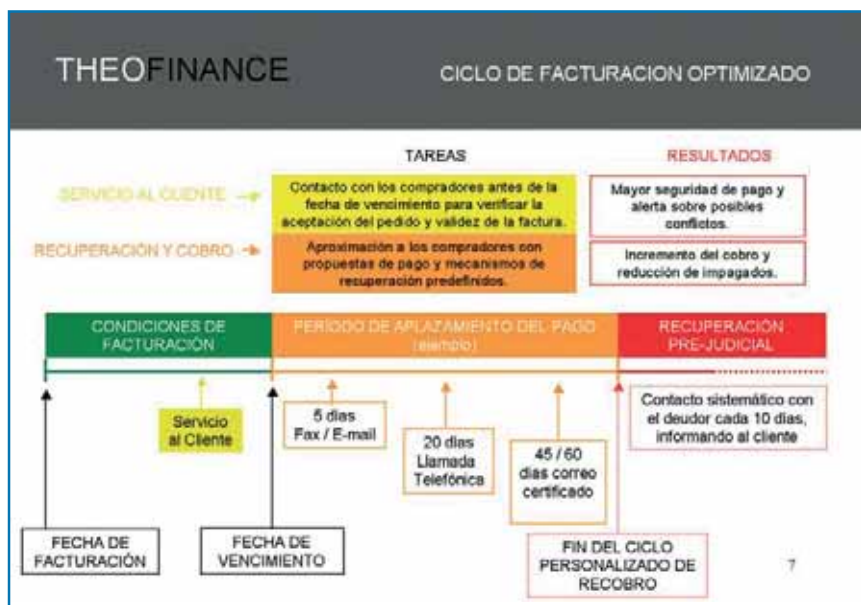 THEOFINANCE
CICLO DE FACTURACION OPTIMIZADO
TAREAS
RESULTADOS
SERVICIO AL CLIENTE
Contacto con los compradores antes de la
fecha de vencimiento para verificar la
aceptación del pedido y validez de la factura.
Mayor seguridad de pago y
alerta sobre posibles
conflictos.
RECUPERACIÓN Y COBRO
Aproximación a los compradores con
propuestas de pago y mecanismos de
recuperación predefinidos.
Incremento del cobro y
reducción de impagados.
CONDICIONES DE
FACTURACIÓN
PERÍODO DE APLAZAMIENTO DEL PAGO
(ejemplo)
RECUPERACIÓN
PRE-JUDICIAL
Servicio
al Cliente
5 días
Fax / E-mail
20 días
Llamada
Telefónica
45 / 60
días correo
certificado
Contacto sistemático con
el deudor cada 10 días,
informando al cliente
FECHA DE
FACTURACIÓN
FECHA DE
VENCIMIENTO
FIN DEL CICLO
PERSONALIZADO DE
RECOBRO
7